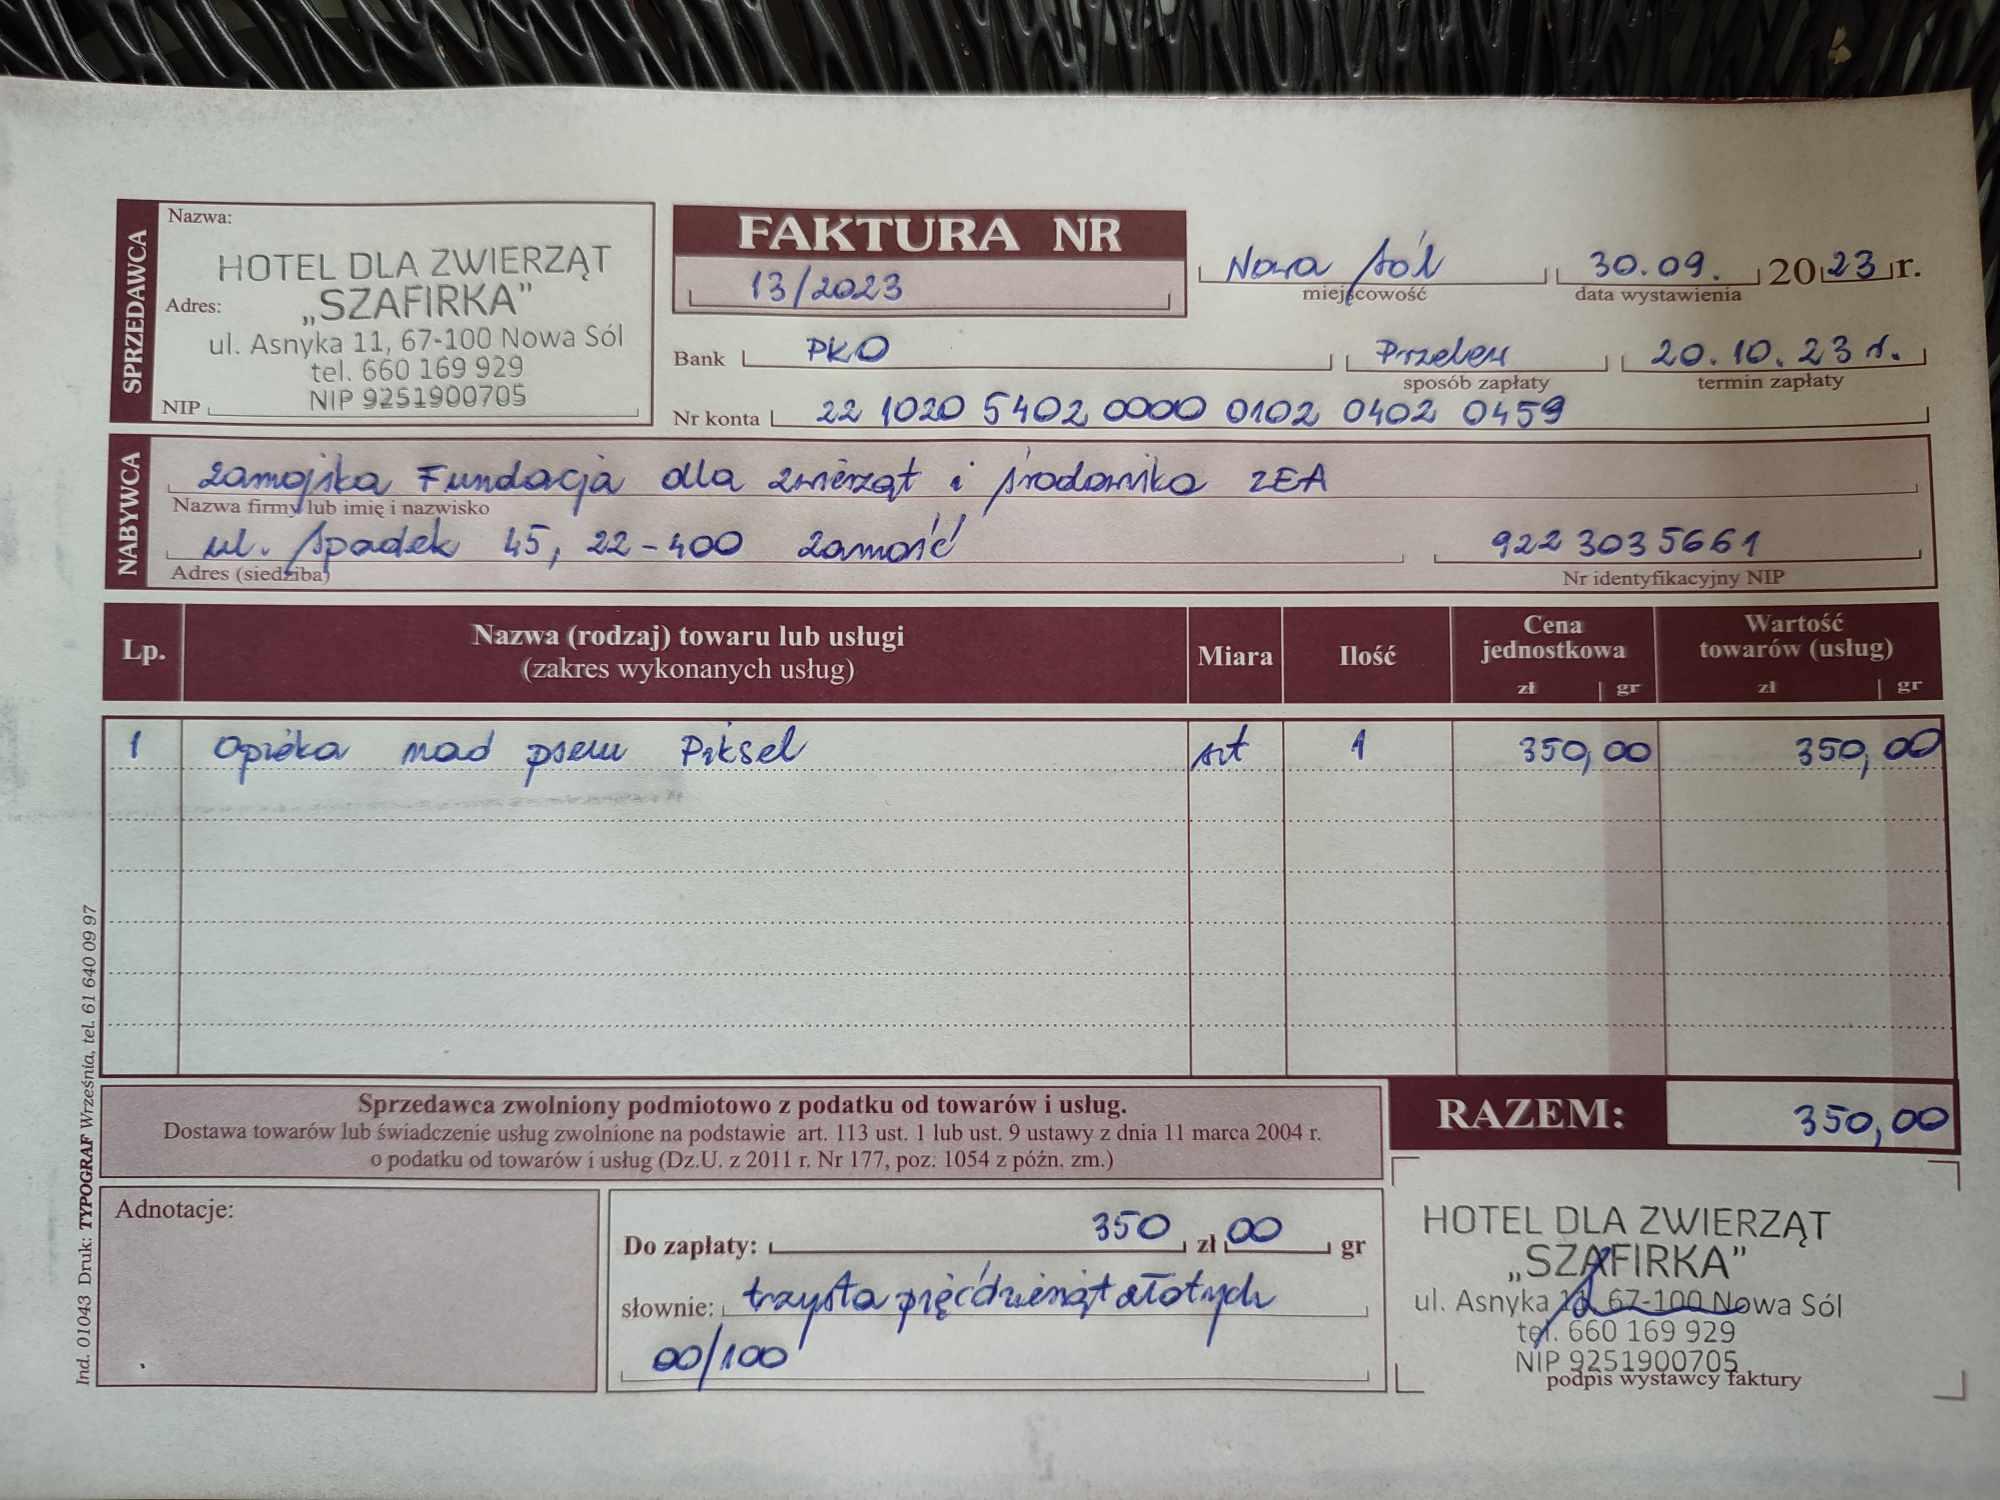 SPRZEDAWCA
Nazwa:
HOTEL DLA ZWIERZĄT
Adres: „SZAFIRKA”
ul. Asnyka 11, 67-100 Nowa Sól
tel. 660 169 929
NIP NIP 9251900705
FAKTURA NR
13/2023
Nowa Sól 30.09. 2023 r.
miejscowość data wystawienia
Bank PKO Przelew 20.10.23 r.
sposób zapłaty termin zapłaty
Nr konta 22 1020 5402 0000 0102 0402 0459
NABYWCA
Zamojska Fundacja dla zwierząt i środowiska ZEA
Nazwa firmy lub imię i nazwisko
ul. Spadek 45, 22-400 Zamość 922 303 5661
Adres (siedziba) Nr identyfikacyjny NIP
Lp. Nazwa (rodzaj) towaru lub usługi Miara Ilość Cena jednostkowa Wartość towarów (usług)
(zakres wykonanych usług) zł gr zł gr
1 Opieka nad psem Piksel szt 1 350,00 350,00
Sprzedawca zwolniony podmiotowo z podatku od towarów i usług.
Dostawa towarów lub świadczenie usług zwolnione na podstawie art. 113 ust. 1 lub ust. 9 ustawy z dnia 11 marca 2004 r.
o podatku od towarów i usług (Dz.U. z 2011 r. Nr 177, poz. 1054 z późn. zm.)
RAZEM: 350,00
Adnotacje:
Do zapłaty: 350 zł 00 gr
słownie: trzysta pięćdziesiąt złotych
00/100
HOTEL DLA ZWIERZĄT
„SZAFIRKA”
ul. Asnyka 11, 67-100 Nowa Sól
tel. 660 169 929
NIP 9251900705
podpis wystawcy faktury
Ind. 01043 Druk: TYPOGRAF Września, tel. 61 640 09 97